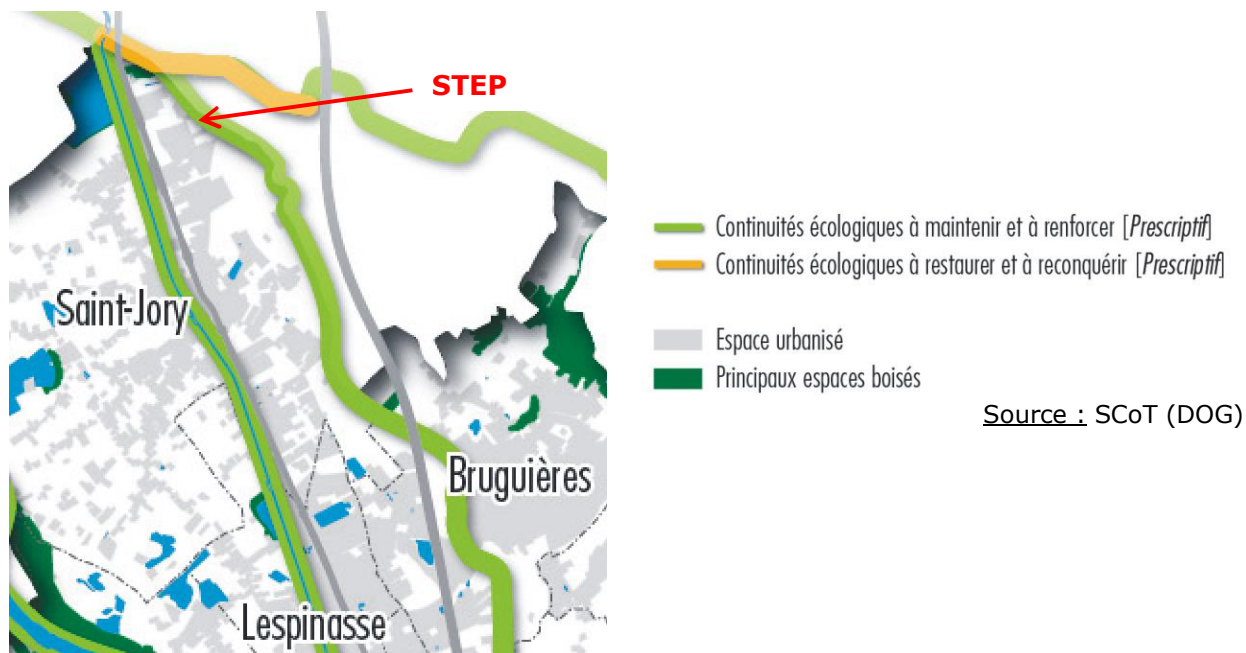 STEP
Saint-Jory
Bruguières
Lespinasse
Continuités écologiques à maintenir et à renforcer [Prescriptif]
Continuités écologiques à restaurer et à reconquérir [Prescriptif]
Espace urbanisé
Principaux espaces boisés
Source : SCoT (DOG)